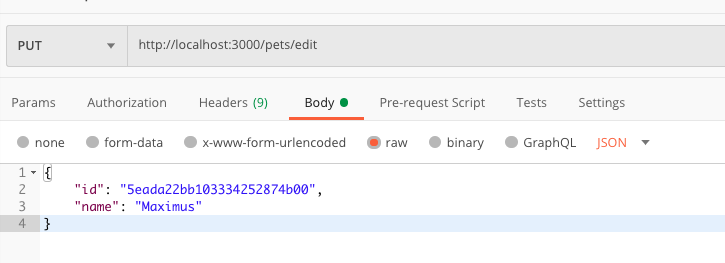 PUT http://localhost:3000/pets/edit
Params Authorization Headers (9) Body Pre-request Script Tests Settings
none form-data x-www-form-urlencoded raw binary GraphQL JSON
1 {
2 "id": "5eada22bb103334252874b00",
3 "name": "Maximus"
4 }